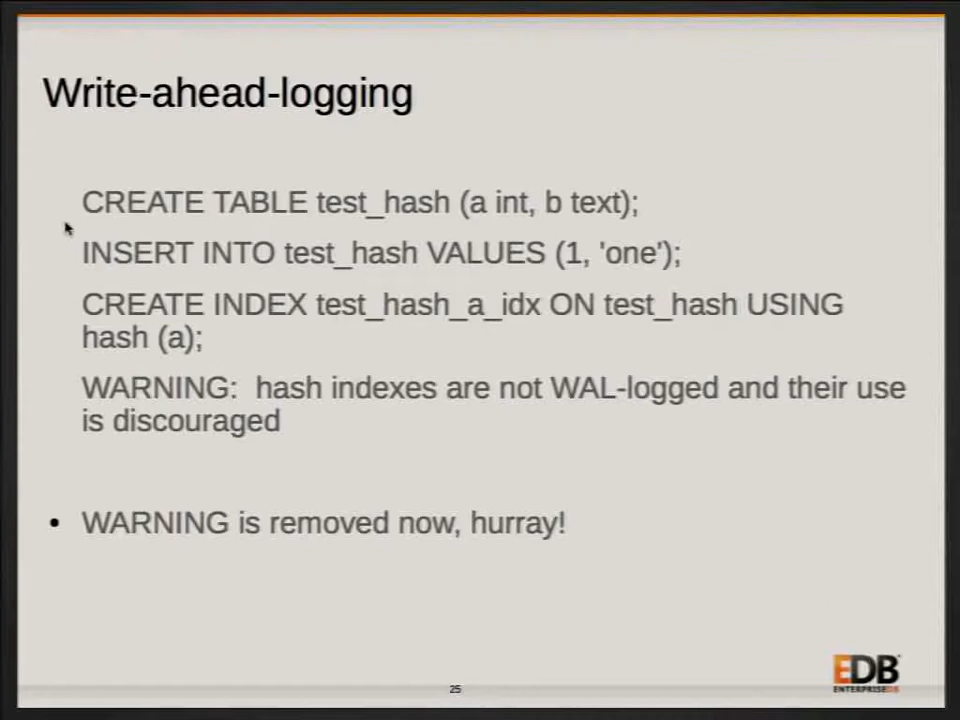 Write-ahead-logging
CREATE TABLE test_hash (a int, b text);
INSERT INTO test_hash VALUES (1, 'one');
CREATE INDEX test_hash_a_idx ON test_hash USING
hash (a);
WARNING:  hash indexes are not WAL-logged and their use
is discouraged
• WARNING is removed now, hurray!
25
EDB
ENTERPRISEDB